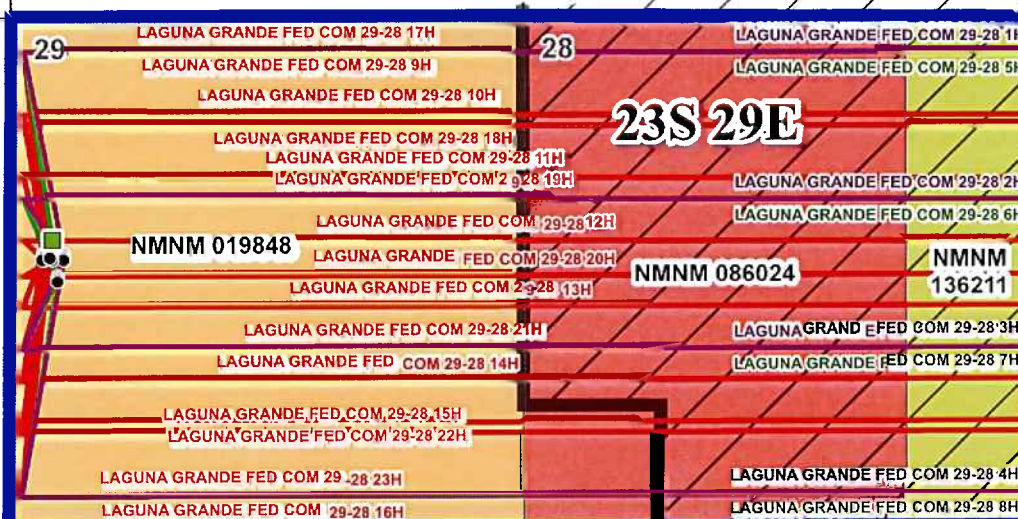 29
LAGUNA GRANDE FED COM 29-28 17H
28
LAGUNA GRANDE FED COM 29-28 1H
LAGUNA GRANDE FED COM 29-28 9H
LAGUNA GRANDE FED COM 29-28 5H
LAGUNA GRANDE FED COM 29-28 10H
23S 29E
LAGUNA GRANDE FED COM 29-28 18H
LAGUNA GRANDE FED COM 29-28 11H
LAGUNA GRANDE FED COM 29-28 19H
LAGUNA GRANDE FED COM 29-28 2H
LAGUNA GRANDE FED COM 29-28 12H
LAGUNA GRANDE FED COM 29-28 6H
NMNM 019848
LAGUNA GRANDE FED COM 29-28 20H
NMNM 086024
NMNM
136211
LAGUNA GRANDE FED COM 29-28 13H
LAGUNA GRANDE FED COM 29-28 21H
LAGUNA GRANDE FED COM 29-28 3H
LAGUNA GRANDE FED COM 29-28 14H
LAGUNA GRANDE FED COM 29-28 7H
LAGUNA GRANDE FED COM 29-28 15H
LAGUNA GRANDE FED COM 29-28 22H
LAGUNA GRANDE FED COM 29-28 23H
LAGUNA GRANDE FED COM 29-28 4H
LAGUNA GRANDE FED COM 29-28 16H
LAGUNA GRANDE FED COM 29-28 8H